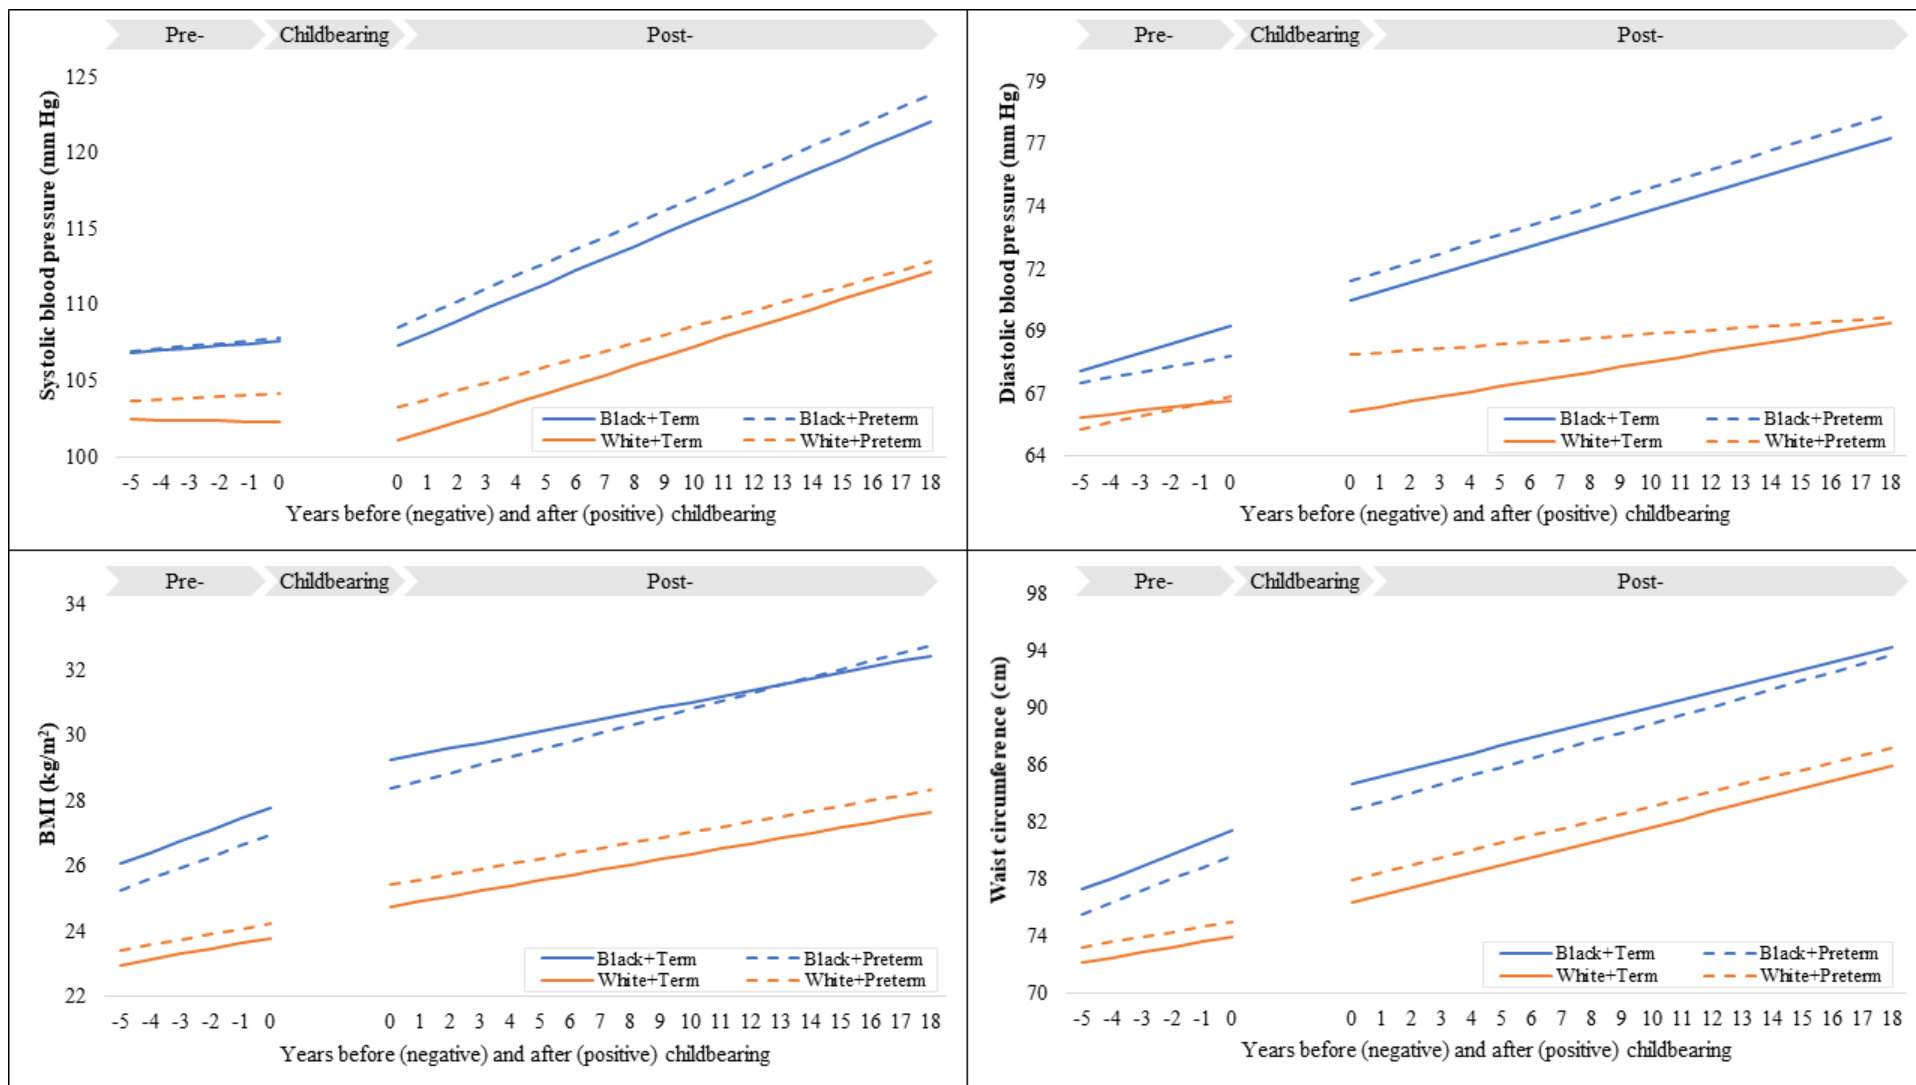 Pre- Childbearing Post-
Systolic blood pressure (mm Hg)
125
120
115
110
105
100
Black+Term Black+Preterm
White+Term White+Preterm
-5 -4 -3 -2 -1 0 0 1 2 3 4 5 6 7 8 9 10 11 12 13 14 15 16 17 18
Years before (negative) and after (positive) childbearing
Pre- Childbearing Post-
Diastolic blood pressure (mm Hg)
79
77
74
72
69
67
64
Black+Term Black+Preterm
White+Term White+Preterm
-5 -4 -3 -2 -1 0 0 1 2 3 4 5 6 7 8 9 10 11 12 13 14 15 16 17 18
Years before (negative) and after (positive) childbearing
Pre- Childbearing Post-
BMI (kg/m²)
34
32
30
28
26
24
22
Black+Term Black+Preterm
White+Term White+Preterm
-5 -4 -3 -2 -1 0 0 1 2 3 4 5 6 7 8 9 10 11 12 13 14 15 16 17 18
Years before (negative) and after (positive) childbearing
Pre- Childbearing Post-
Waist circumference (cm)
98
94
90
86
82
78
74
70
Black+Term Black+Preterm
White+Term White+Preterm
-5 -4 -3 -2 -1 0 0 1 2 3 4 5 6 7 8 9 10 11 12 13 14 15 16 17 18
Years before (negative) and after (positive) childbearing